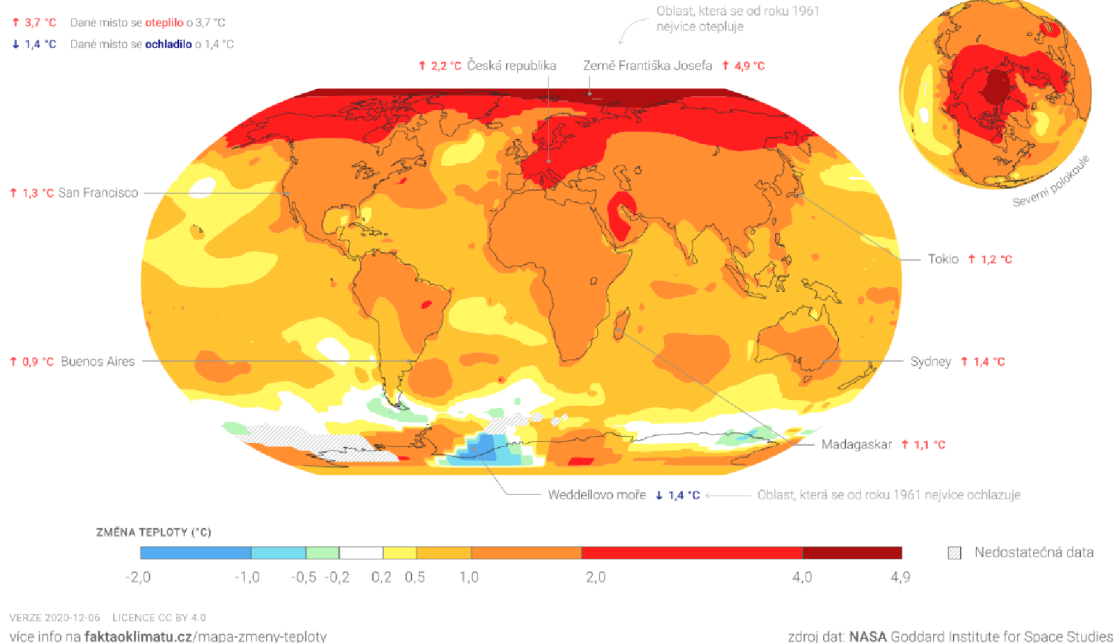 ↑ 3,7 °C Dané místo se oteplilo o 3,7 °C
↓ 1,4 °C Dané místo se ochladilo o 1,4 °C
Oblast, která se od roku 1961
nejvíce otepluje
↑ 2,2 °C Česká republika
Země Františka Josefa ↑ 4,9 °C
Severní polokoule
↑ 1,3 °C San Francisco
Tokio ↑ 1,2 °C
↑ 0,9 °C Buenos Aires
Sydney ↑ 1,4 °C
Madagaskar ↑ 1,1 °C
Weddellovo moře ↓ 1,4 °C
Oblast, která se od roku 1961 nejvíce ochlazuje
ZMĚNA TEPLOTY (°C)
-2,0 -1,0 -0,5 -0,2 0,2 0,5 1,0 2,0 4,0 4,9
Nedostatečná data
VERZE 2020-12-06 LICENCE CC BY 4.0
více info na faktaoklimatu.cz/mapa-zmeny-teploty
zdroj dat: NASA Goddard Institute for Space Studies